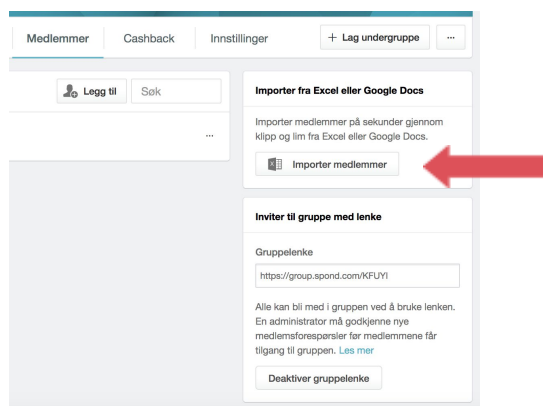 Medlemmer Cashback Innstillinger + Lag undergruppe ...
Legg til Søk
...
Importer fra Excel eller Google Docs
Importer medlemmer på sekunder gjennom
klipp og lim fra Excel eller Google Docs.
Importer medlemmer
Inviter til gruppe med lenke
Gruppelenke
https://group.spond.com/KFUYI
Alle kan bli med i gruppen ved å bruke lenken.
En administrator må godkjenne nye
medlemsforespørsler før medlemmene får
tilgang til gruppen. Les mer
Deaktiver gruppelenke